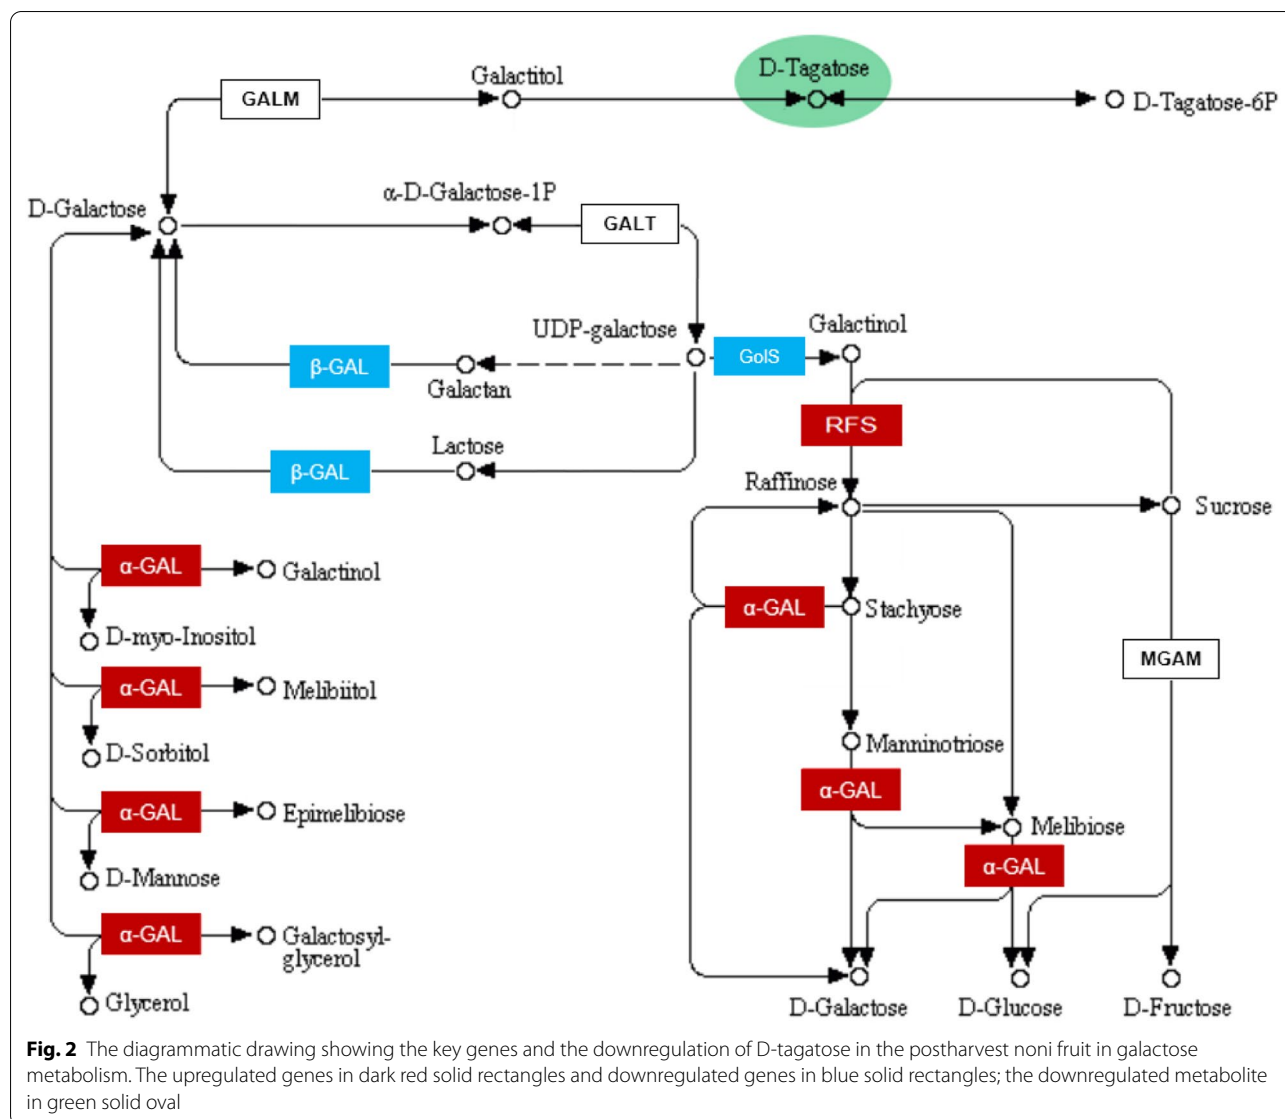 Galactitol
D-Tagatose
GALM
D-Tagatose-6P
α-D-Galactose-1P
D-Galactose
GALT
UDP-galactose
Galactinol
β-GAL
GolS
Galactan
RFS
Lactose
β-GAL
Raffinose
Sucrose
α-GAL
Galactinol
α-GAL
Stachyose
D-myo-Inositol
MGAM
α-GAL
Melibiitol
D-Sorbitol
Manninotriose
α-GAL
α-GAL
Epimelibiose
Melibiose
α-GAL
D-Mannose
α-GAL
Galactosyl-
glycerol
Glycerol
D-Galactose
D-Glucose
D-Fructose
Fig. 2 The diagrammatic drawing showing the key genes and the downregulation of D-tagatose in the postharvest noni fruit in galactose
metabolism. The upregulated genes in dark red solid rectangles and downregulated genes in blue solid rectangles; the downregulated metabolite
in green solid oval